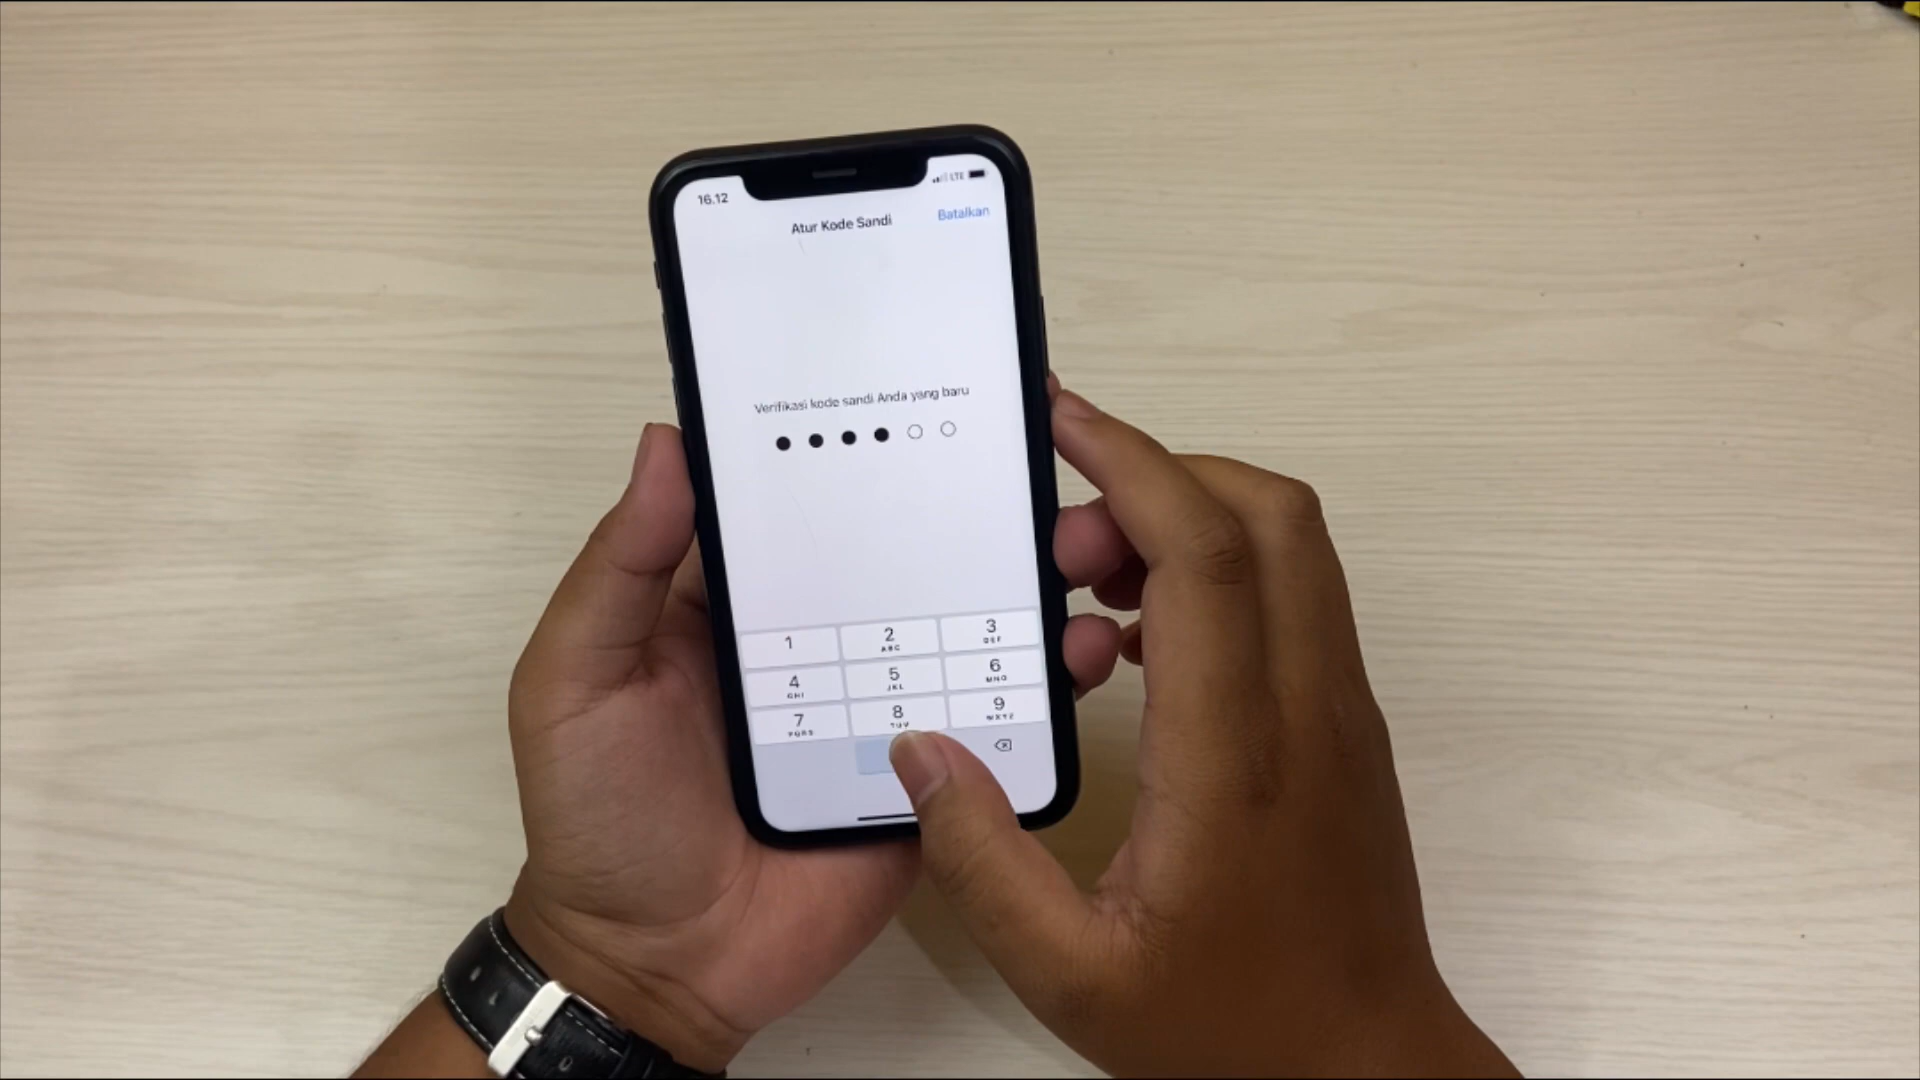 16.12
LTE
Atur Kode Sandi
Batalkan
Verifikasi kode sandi Anda yang baru
1
2
ABC
3
DEF
4
GHI
5
JKL
6
MNO
7
PQRS
8
TUV
9
WXYZ